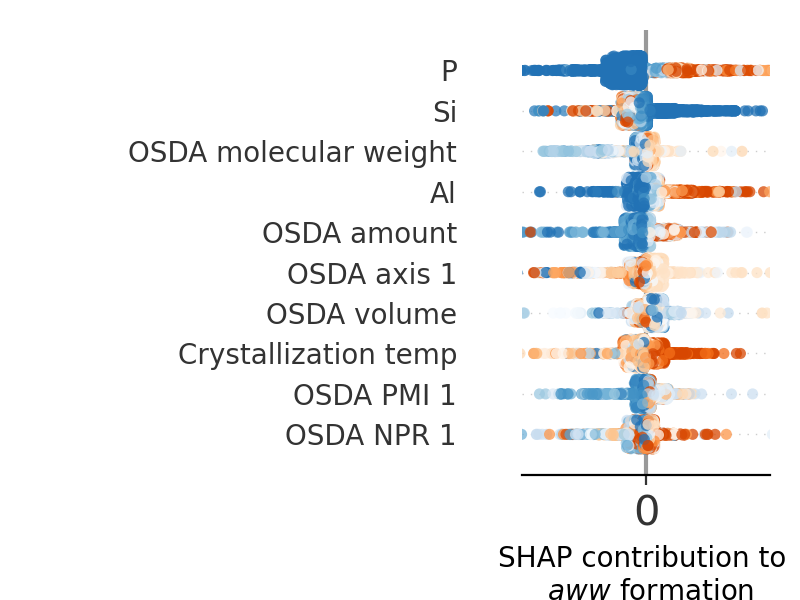 P
Si
OSDA molecular weight
Al
OSDA amount
OSDA axis 1
OSDA volume
Crystallization temp
OSDA PMI 1
OSDA NPR 1
0
SHAP contribution to
aww formation